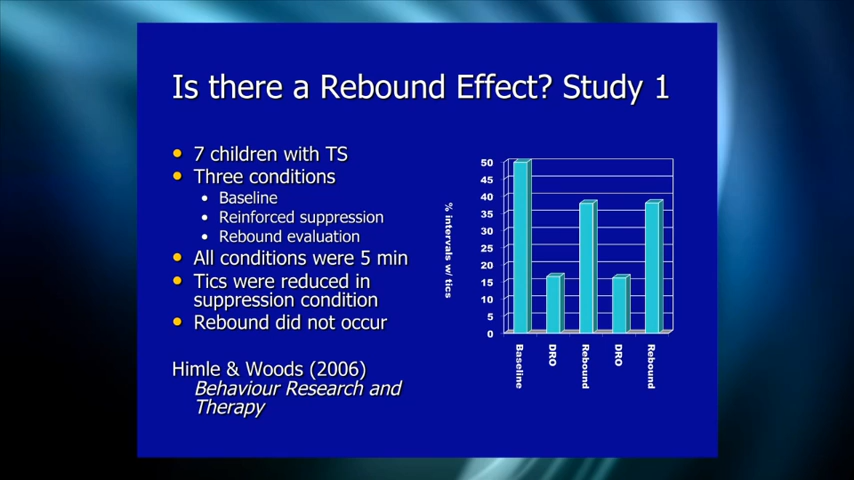 Is there a Rebound Effect? Study 1
• 7 children with TS
• Three conditions
• Baseline
• Reinforced suppression
• Rebound evaluation
• All conditions were 5 min
• Tics were reduced in
suppression condition
• Rebound did not occur
Himle & Woods (2006)
Behaviour Research and
Therapy
% intervals w/ tics
50
45
40
35
30
25
20
15
10
5
0
Baseline
DRO
Rebound
DRO
Rebound